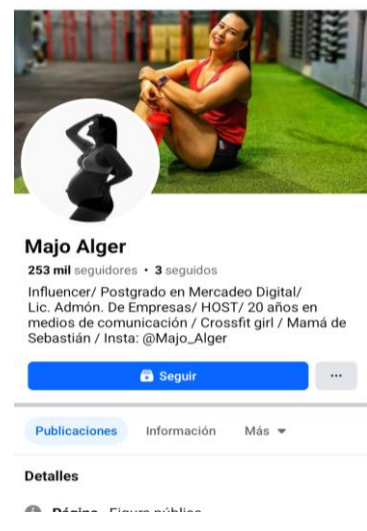 Majo Alger
253 mil seguidores • 3 seguidos
Influencer/ Postgrado en Mercadeo Digital/
Lic. Admón. De Empresas/ HOST/ 20 años en
medios de comunicación / Crossfit girl / Mamá de
Sebastián / Insta: @Majo_Alger
Seguir
Publicaciones Información Más
Detalles
Página · Figura pública